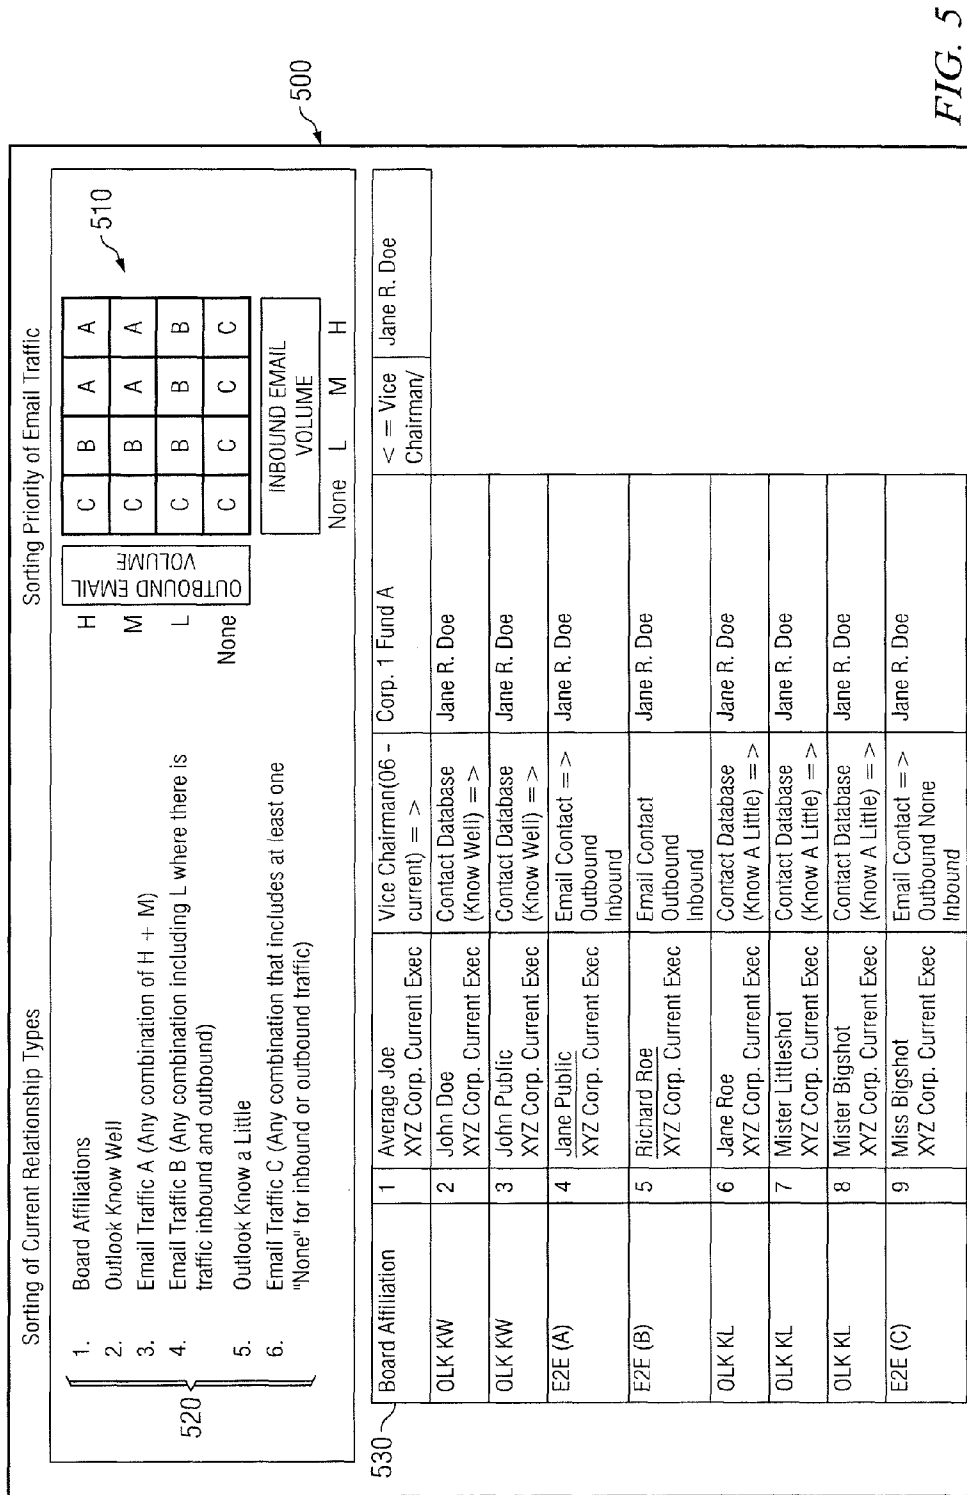 Sorting of Current Relationship Types
Sorting Priority of Email Traffic
520
1. Board Affiliations
2. Outlook Know Well
3. Email Traffic A (Any combination of H + M)
4. Email Traffic B (Any combination including L where there is
traffic inbound and outbound)
5. Outlook Know a Little
6. Email Traffic C (Any combination that includes at least one
"None" for inbound or outbound traffic)
H
M
L
None
OUTBOUND EMAIL
VOLUME
C B A A
C B A A
C B B B
C C C C
INBOUND EMAIL
VOLUME
None L M H
510
500
530
Board Affiliation
1
Average Joe
XYZ Corp. Current Exec
Vice Chairman(06 -
current) = >
Corp. 1 Fund A
< = Vice
Chairman/
Jane R. Doe
OLK KW
2
John Doe
XYZ Corp. Current Exec
Contact Database
(Know Well) = >
Jane R. Doe
OLK KW
3
John Public
XYZ Corp. Current Exec
Contact Database
(Know Well) = >
Jane R. Doe
E2E (A)
4
Jane Public
XYZ Corp. Current Exec
Email Contact = >
Outbound
Inbound
Jane R. Doe
E2E (B)
5
Richard Roe
XYZ Corp. Current Exec
Email Contact
Outbound
Inbound
Jane R. Doe
OLK KL
6
Jane Roe
XYZ Corp. Current Exec
Contact Database
(Know A Little) = >
Jane R. Doe
OLK KL
7
Mister Littleshot
XYZ Corp. Current Exec
Contact Database
(Know A Little) = >
Jane R. Doe
OLK KL
8
Mister Bigshot
XYZ Corp. Current Exec
Contact Database
(Know A Little) = >
Jane R. Doe
E2E (C)
9
Miss Bigshot
XYZ Corp. Current Exec
Email Contact = >
Outbound None
Inbound
Jane R. Doe
FIG. 5